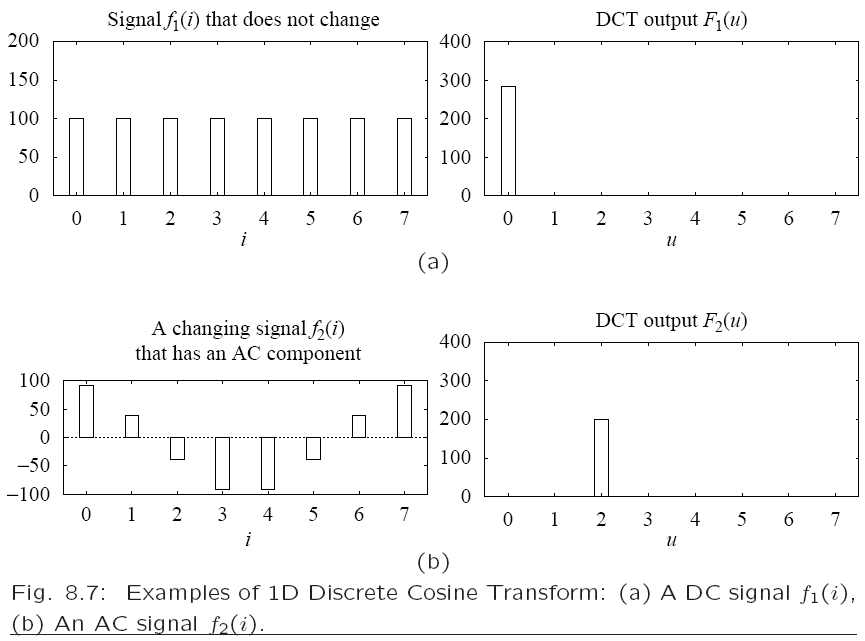 Signal f₁(i) that does not change
200
150
100
50
0
0 1 2 3 4 5 6 7
i
DCT output F₁(u)
400
300
200
100
0
0 1 2 3 4 5 6 7
u
(a)
A changing signal f₂(i)
that has an AC component
100
50
0
−50
−100
0 1 2 3 4 5 6 7
i
DCT output F₂(u)
400
300
200
100
0
0 1 2 3 4 5 6 7
u
(b)
Fig. 8.7: Examples of 1D Discrete Cosine Transform: (a) A DC signal f₁(i),
(b) An AC signal f₂(i).